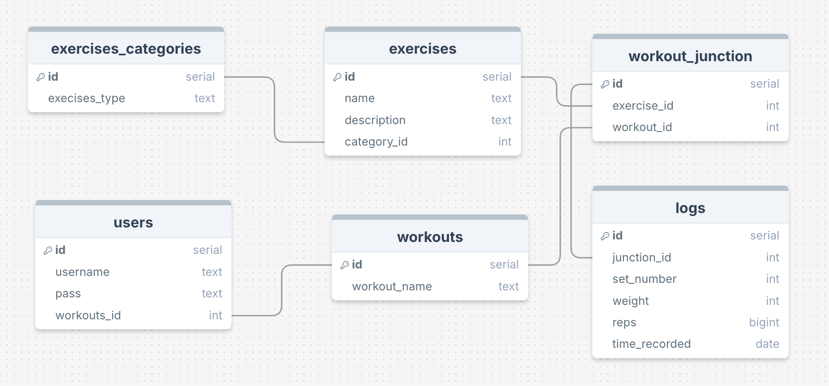 exercises_categories
id serial
execises_type text
exercises
id serial
name text
description text
category_id int
workout_junction
id serial
exercise_id int
workout_id int
users
id serial
username text
pass text
workouts_id int
workouts
id serial
workout_name text
logs
id serial
junction_id int
set_number int
weight int
reps bigint
time_recorded date